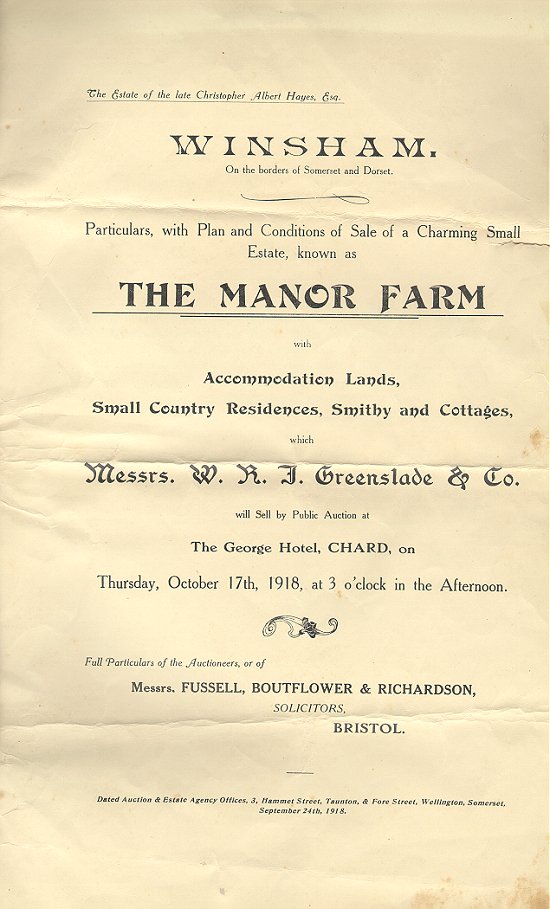 The Estate of the late Christopher Albert Hayes, Esq.
WINSHAM.
On the borders of Somerset and Dorset.
Particulars, with Plan and Conditions of Sale of a Charming Small
Estate, known as
THE MANOR FARM
with
Accommodation Lands,
Small Country Residences, Smithy and Cottages,
which
Messrs. W. R. J. Greenslade & Co.
will Sell by Public Auction at
The George Hotel, CHARD, on
Thursday, October 17th, 1918, at 3 o'clock in the Afternoon.
Full Particulars of the Auctioneers, or of
Messrs. FUSSELL, BOUTFLOWER & RICHARDSON,
SOLICITORS,
BRISTOL.
Dated Auction & Estate Agency Offices, 3, Hammet Street, Taunton, & Fore Street, Wellington, Somerset,
September 24th, 1918.